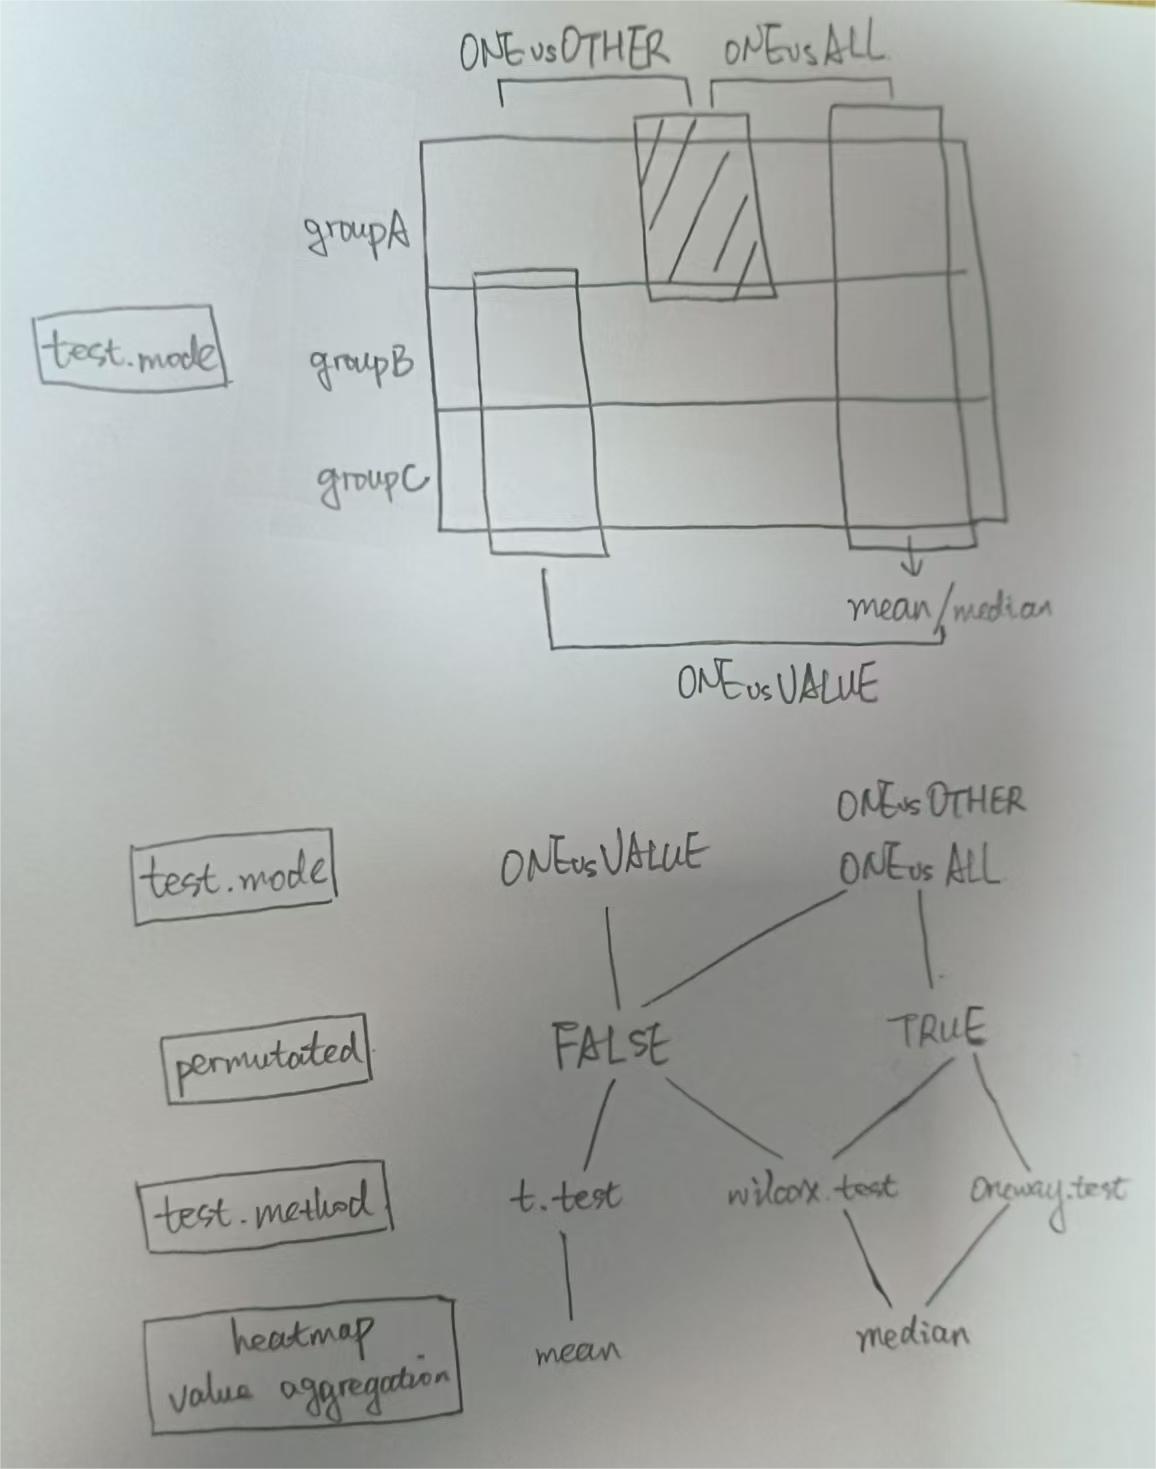 ONEvsOTHER ONEvsALL
groupA
test.mode
groupB
groupC
mean/median
ONEvsVALUE
ONEvsOTHER
test.mode ONEvsVALUE ONEvsALL
permutated FALSE TRUE
test.method t.test wilcox.test oneway.test
heatmap
value aggregation mean median